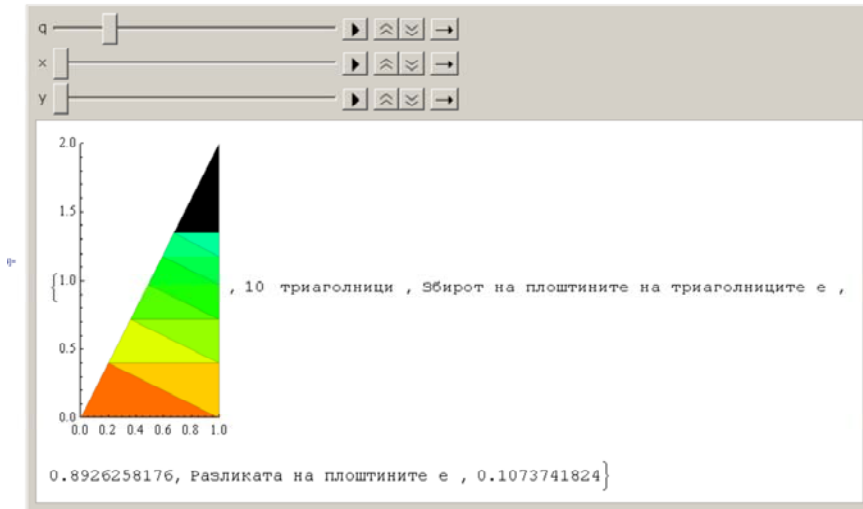 q
x
y
2.0
1.5
{1.0 , 10 триаголници , Збирот на плоштините на триаголниците е ,
0.5
0.0
0.0 0.2 0.4 0.6 0.8 1.0
0.8926258176, Разликата на плоштините е , 0.1073741824}